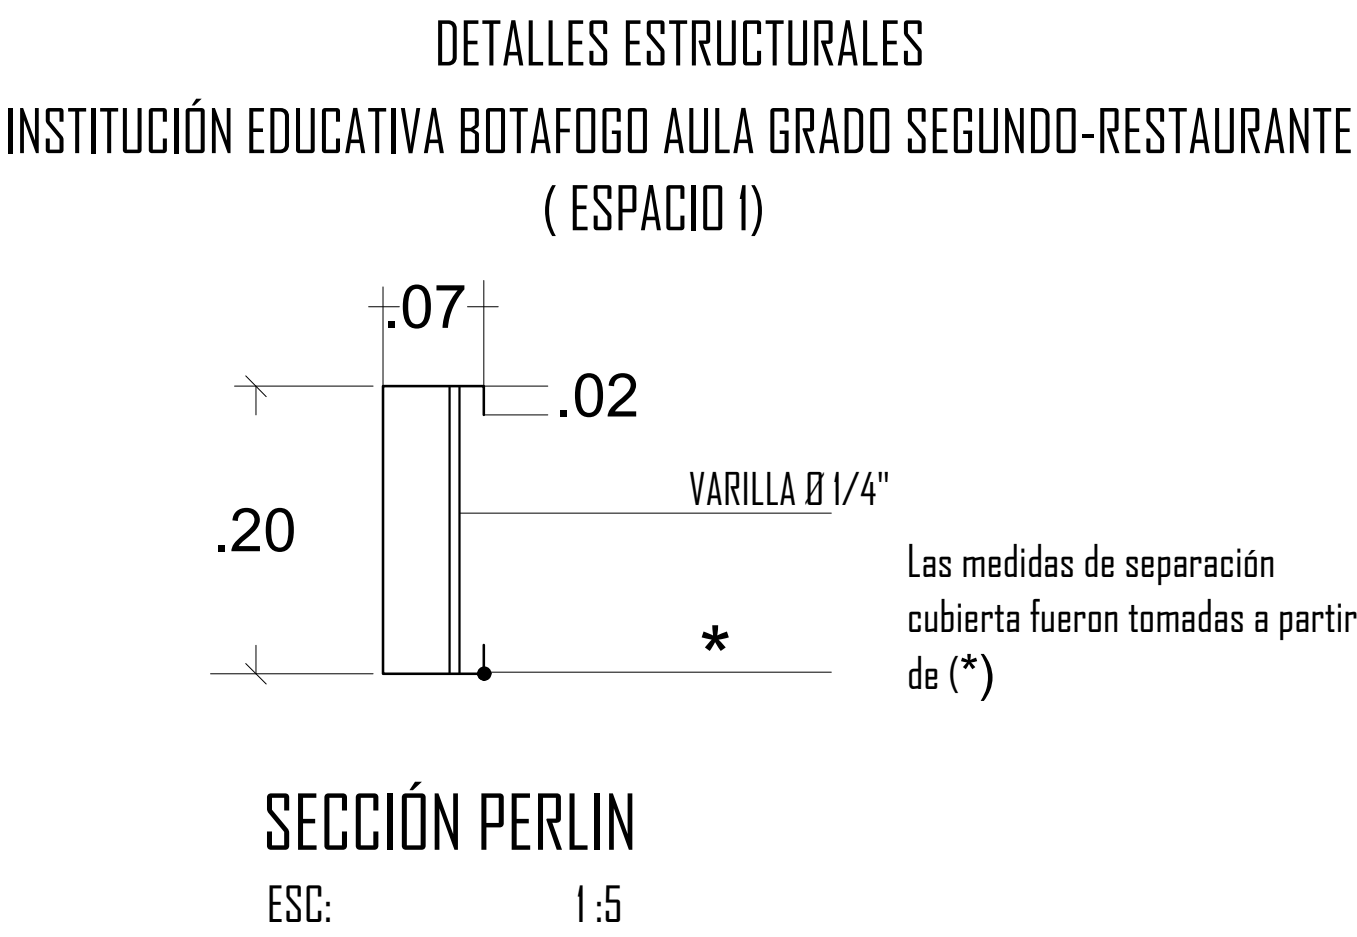 DETALLES ESTRUCTURALES
INSTITUCIÓN EDUCATIVA BOTAFOGO AULA GRADO SEGUNDO-RESTAURANTE
( ESPACIO 1)
.07
.02
VARILLA Ø 1/4"
.20
Las medidas de separación
cubierta fueron tomadas a partir
de (*)
*
SECCIÓN PERLIN
ESC: 1:5